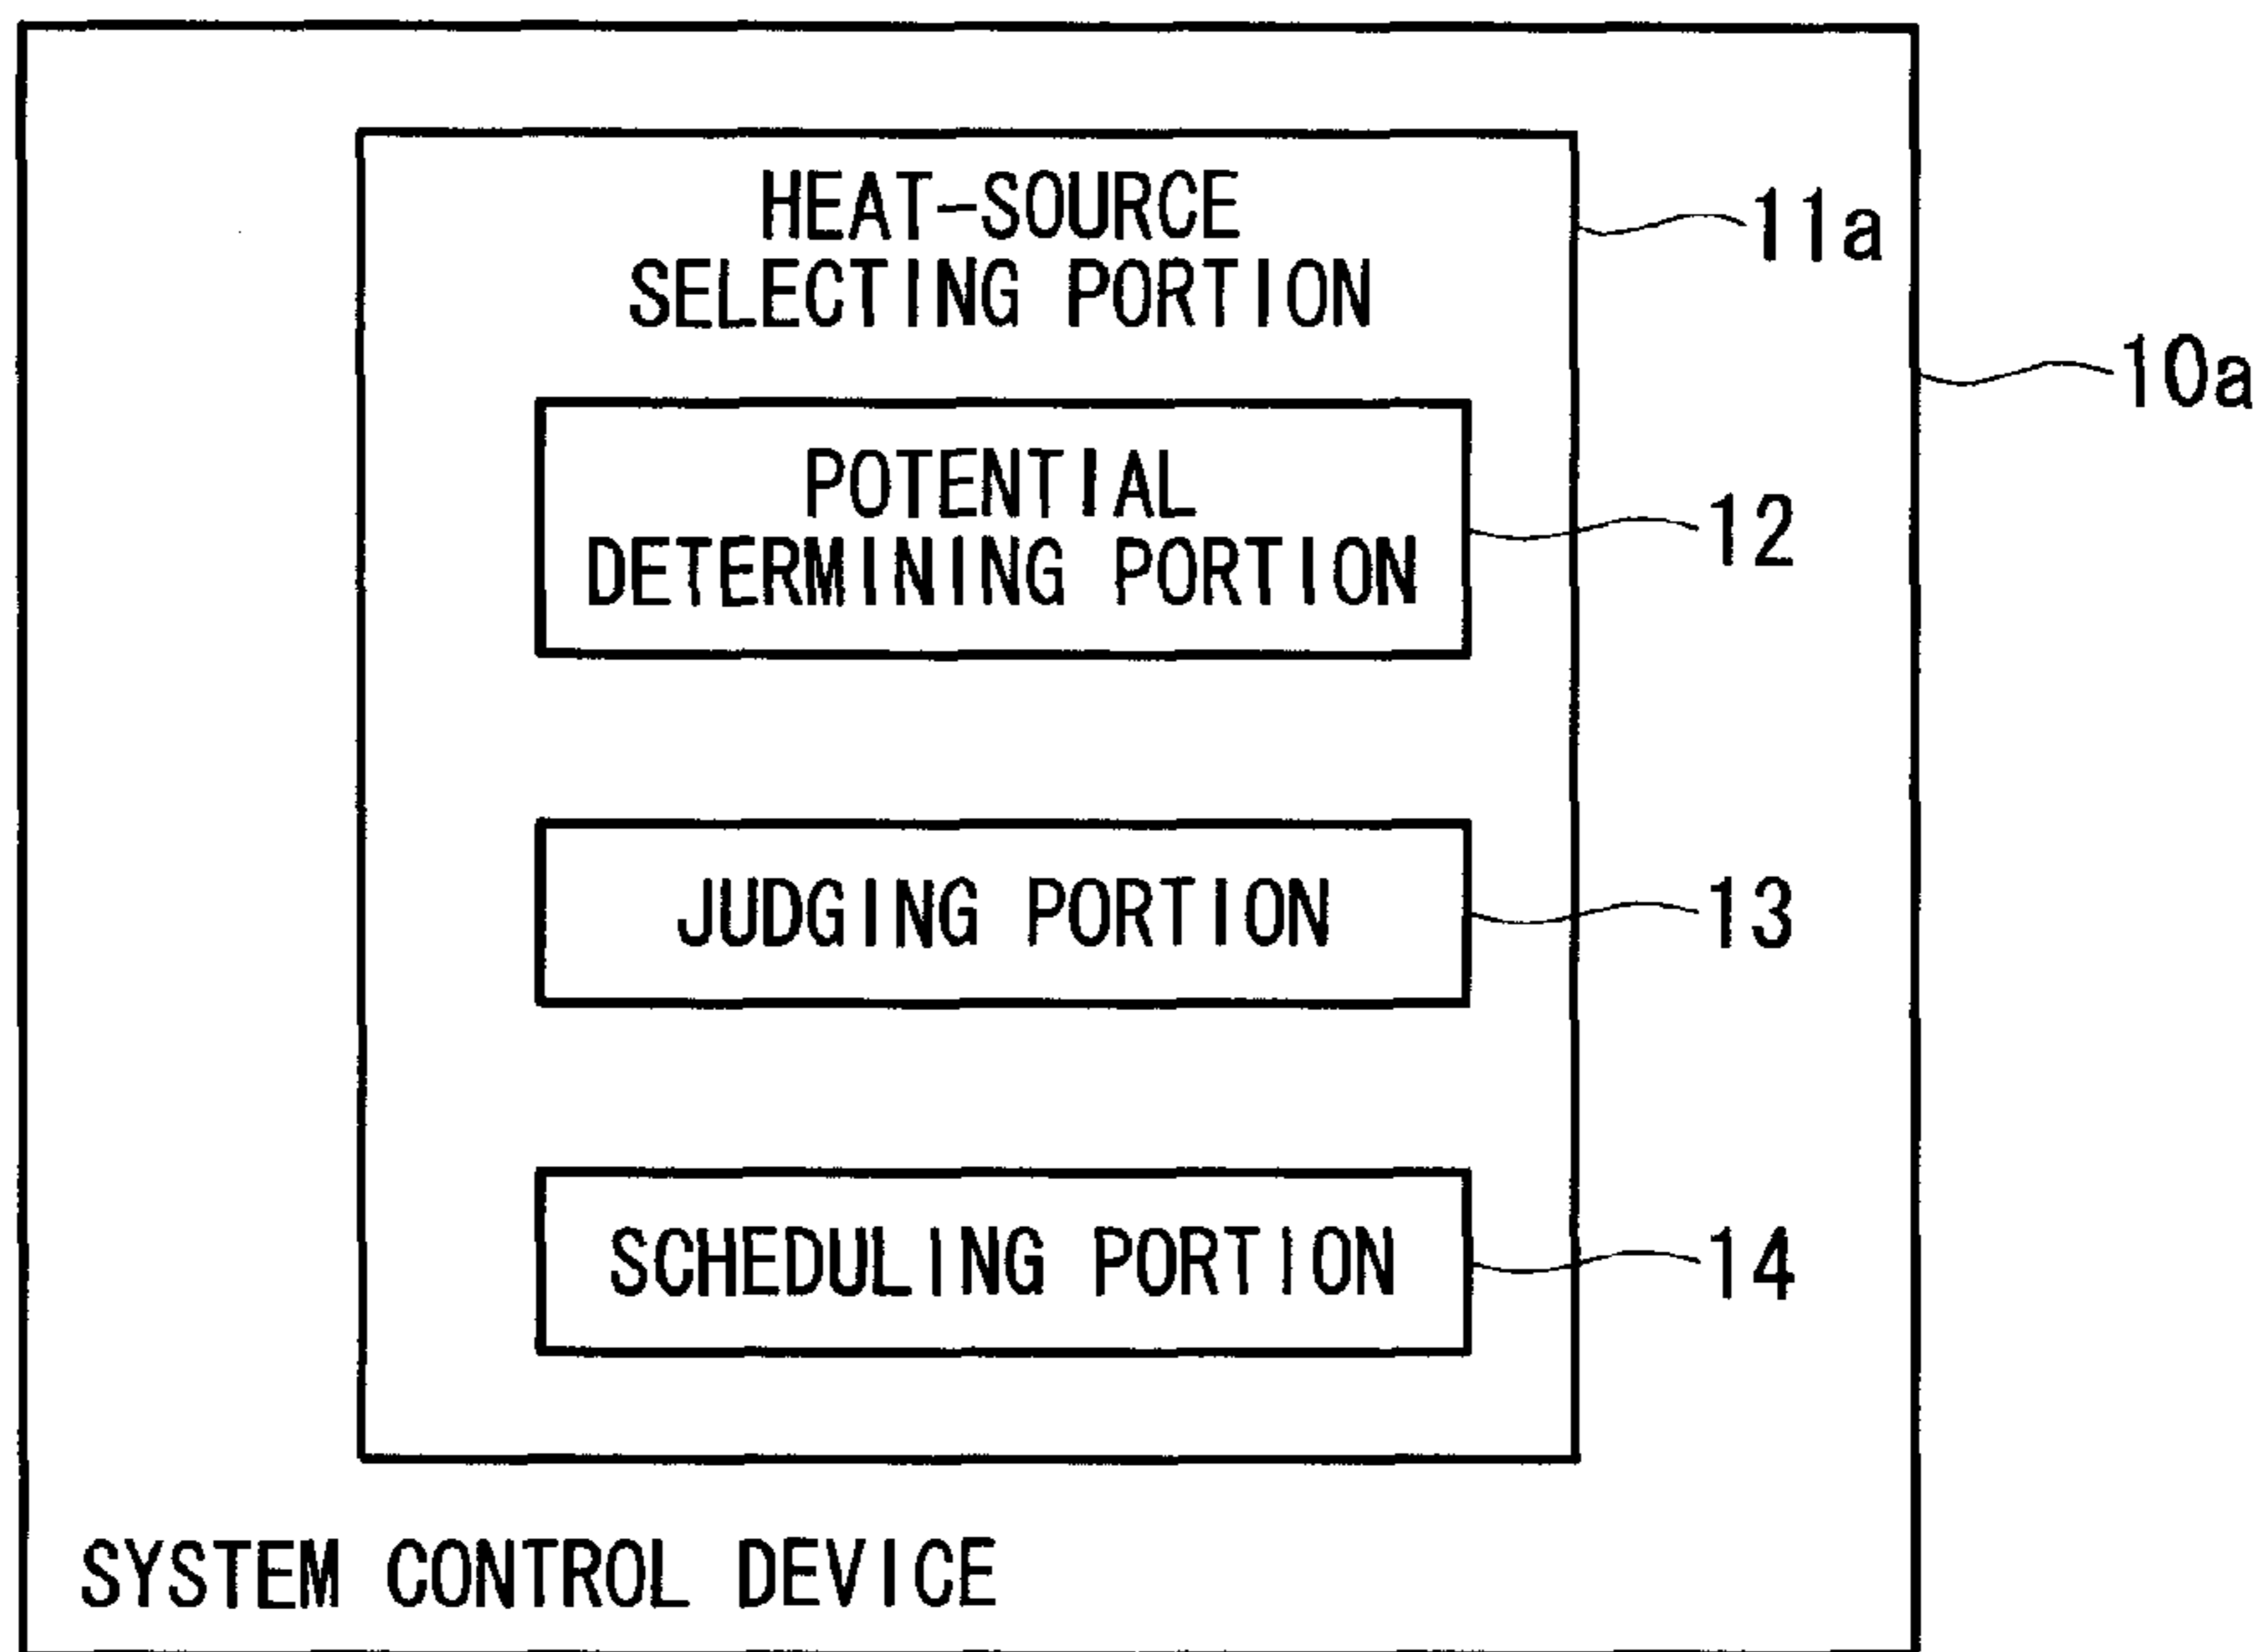 HEAT-SOURCE
SELECTING PORTION
11a
10a
POTENTIAL
DETERMINING PORTION
12
JUDGING PORTION
13
SCHEDULING PORTION
14
SYSTEM CONTROL DEVICE